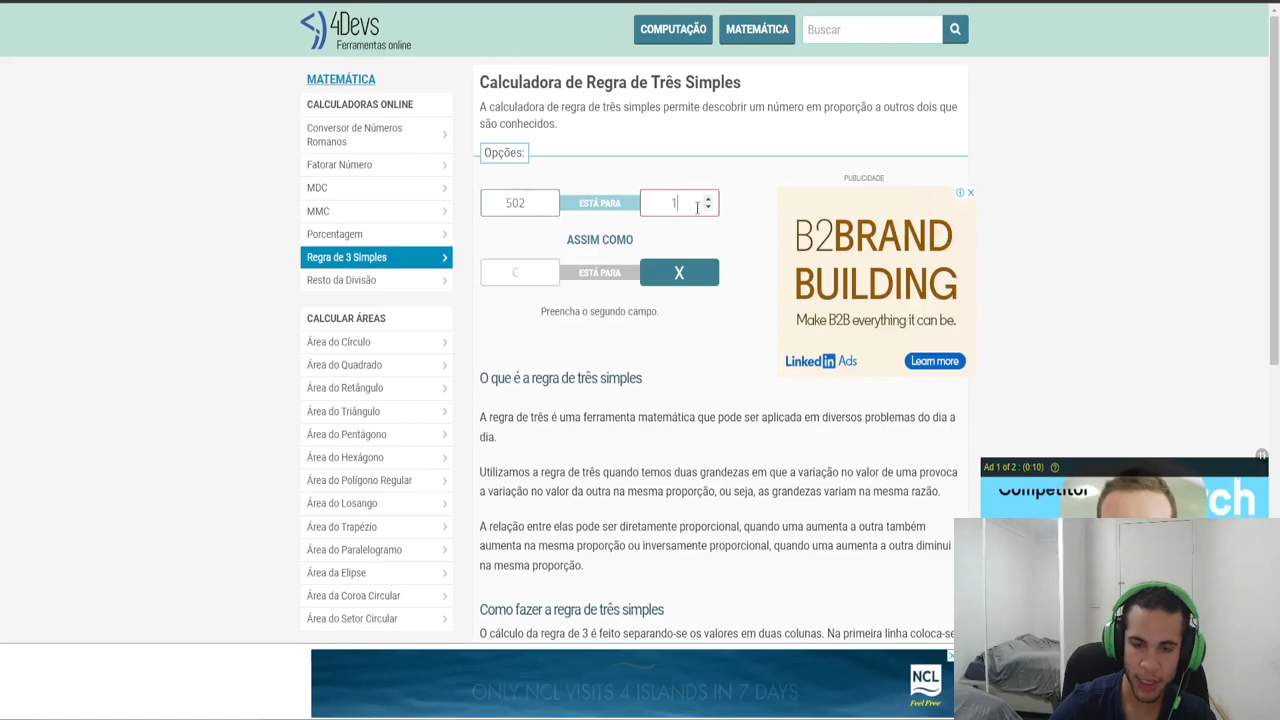 4Devs
Ferramentas online
COMPUTAÇÃO
MATEMÁTICA
Buscar
MATEMÁTICA
CALCULADORAS ONLINE
Conversor de Números
Romanos
Fatorar Número
MDC
MMC
Porcentagem
Regra de 3 Simples
Resto da Divisão
CALCULAR ÁREAS
Área do Círculo
Área do Quadrado
Área do Retângulo
Área do Triângulo
Área do Pentágono
Área do Hexágono
Área do Polígono Regular
Área do Losango
Área do Trapézio
Área do Paralelogramo
Área da Elipse
Área da Coroa Circular
Área do Setor Circular
Calculadora de Regra de Três Simples
A calculadora de regra de três simples permite descobrir um número em proporção a outros dois que
são conhecidos.
Opções:
502
ESTÁ PARA
1
ASSIM COMO
C
ESTÁ PARA
X
Preencha o segundo campo.
PUBLICIDADE
B2BRAND
BUILDING
Make B2B everything it can be.
LinkedIn Ads
Learn more
O que é a regra de três simples
A regra de três é uma ferramenta matemática que pode ser aplicada em diversos problemas do dia a
dia.
Utilizamos a regra de três quando temos duas grandezas em que a variação no valor de uma provoca
a variação no valor da outra na mesma proporção, ou seja, as grandezas variam na mesma razão.
A relação entre elas pode ser diretamente proporcional, quando uma aumenta a outra também
aumenta na mesma proporção ou inversamente proporcional, quando uma aumenta a outra diminui
na mesma proporção.
Como fazer a regra de três simples
O cálculo da regra de 3 é feito separando-se os valores em duas colunas. Na primeira linha coloca-se
Ad 1 of 2 : (0:10)
Competitor
ch
ONLY NCL VISITS 4 ISLANDS IN 7 DAYS
NCL
Feel Free